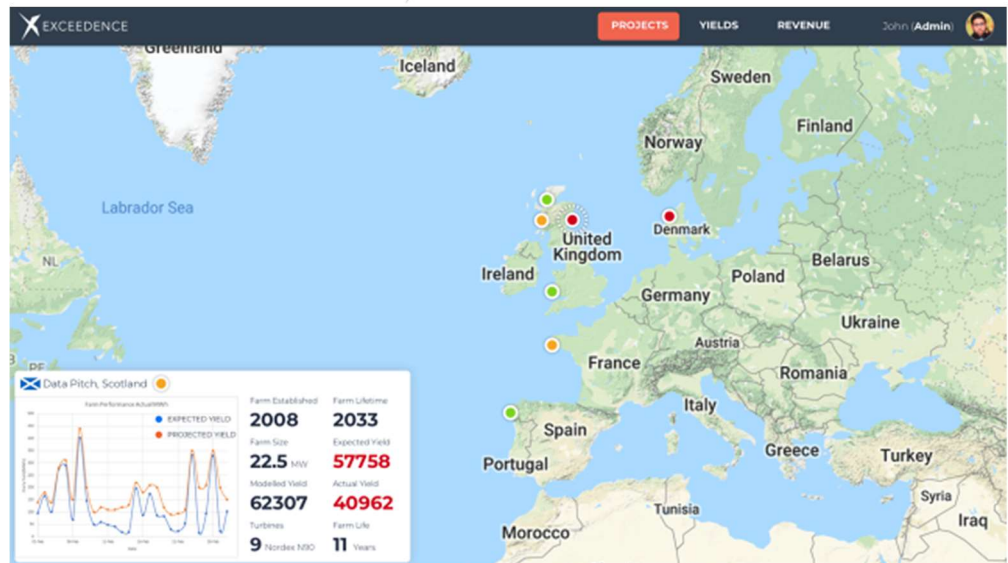 EXCEEDENCE
PROJECTS YIELDS REVENUE John (Admin)
Greenland
Iceland
Sweden
Finland
Norway
Labrador Sea
Denmark
United
Kingdom
NL
Ireland
Belarus
Poland
Germany
Ukraine
Austria
PE
France
Romania
Italy
Spain
Greece
Turkey
Portugal
Syria
Tunisia
Iraq
Morocco
Data Pitch, Scotland
EXPECTED YIELD
PROJECTED YIELD
Farm Established Farm Lifetime
2008 2033
Farm Size Expected Yield
22.5 MW 57758
Modelled Yield Actual Yield
62307 40962
Turbines Farm Life
9 Nordex N90 11 Years